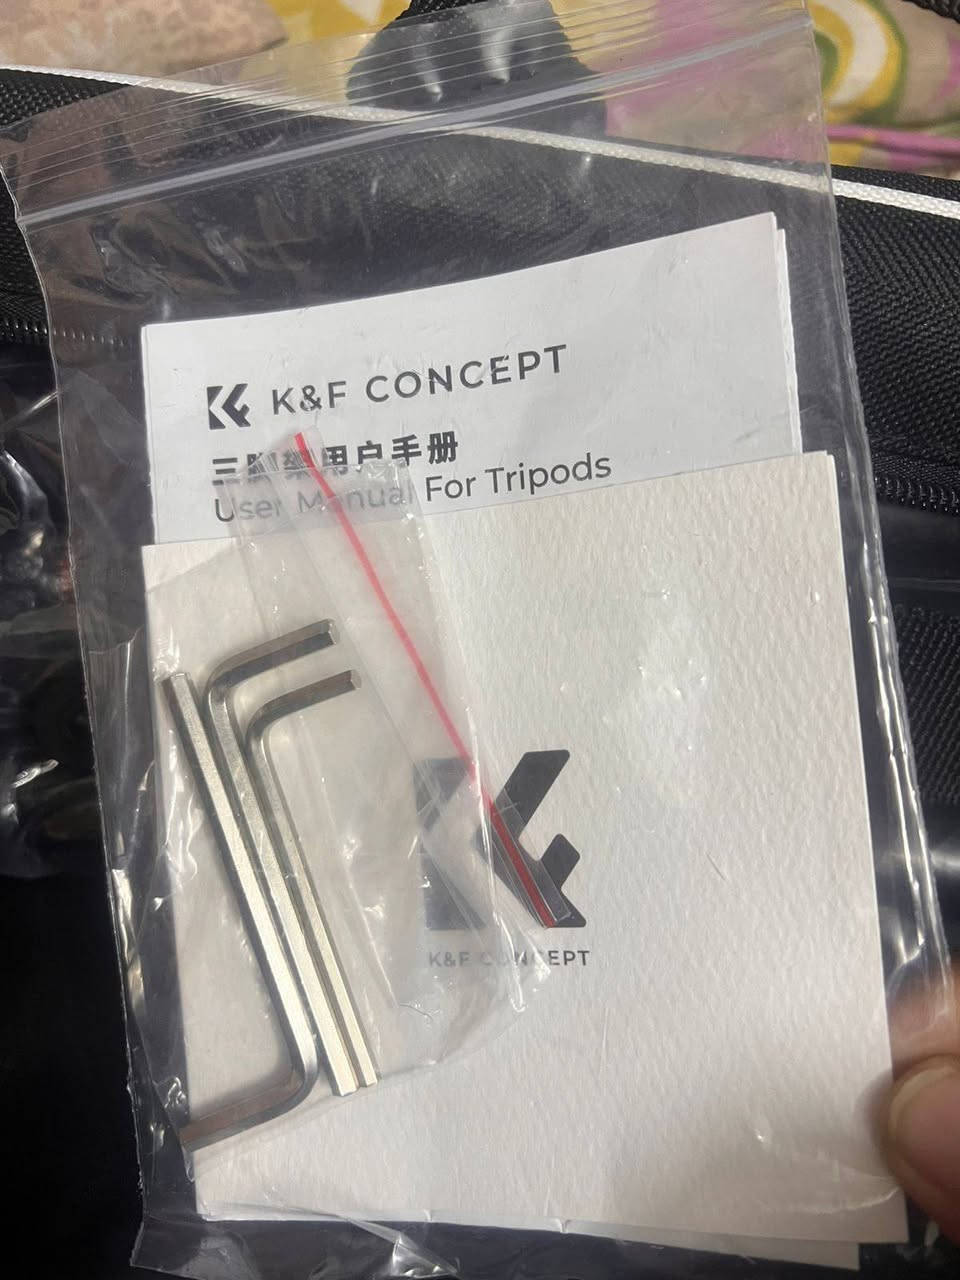 K&F CONCEPT
三脚架用户手册
User Manual For Tripods
K&F CONCEPT